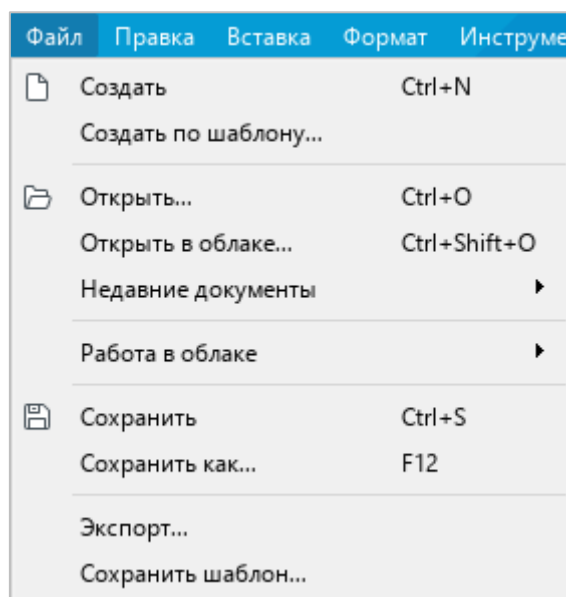 Файл Правка Вставка Формат Инструме
Создать Ctrl+N
Создать по шаблону...
Открыть... Ctrl+O
Открыть в облаке... Ctrl+Shift+O
Недавние документы
Работа в облаке
Сохранить Ctrl+S
Сохранить как... F12
Экспорт...
Сохранить шаблон...